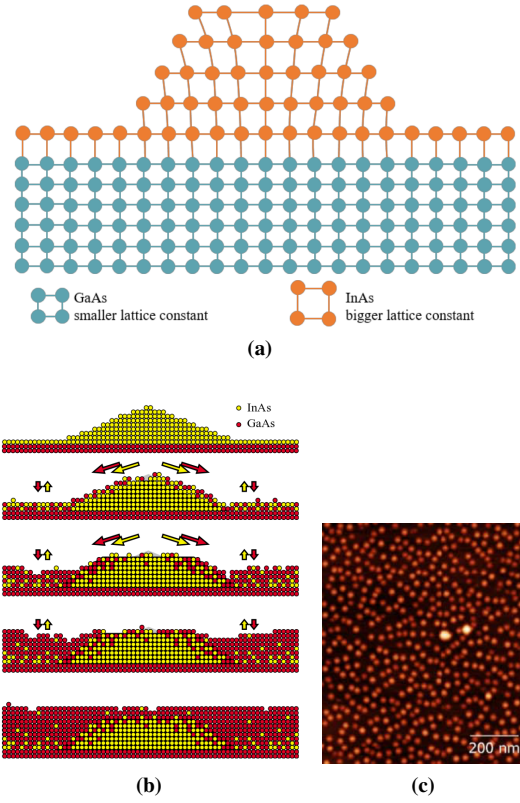 GaAs
smaller lattice constant
InAs
bigger lattice constant
(a)
InAs
GaAs
200 nm
(b)
(c)